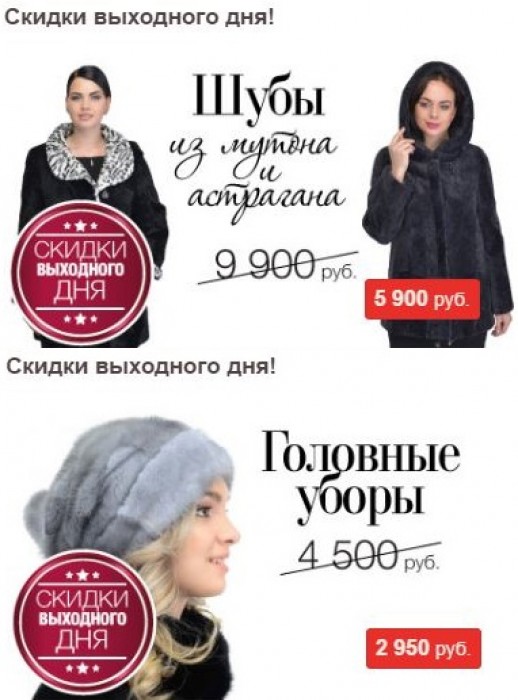 Скидки выходного дня!
Шубы
из мутона
и
астрагана
9 900 руб.
5 900 руб.
СКИДКИ
ВЫХОДНОГО
ДНЯ
Скидки выходного дня!
Головные
уборы
4 500 руб.
СКИДКИ
ВЫХОДНОГО
ДНЯ
2 950 руб.